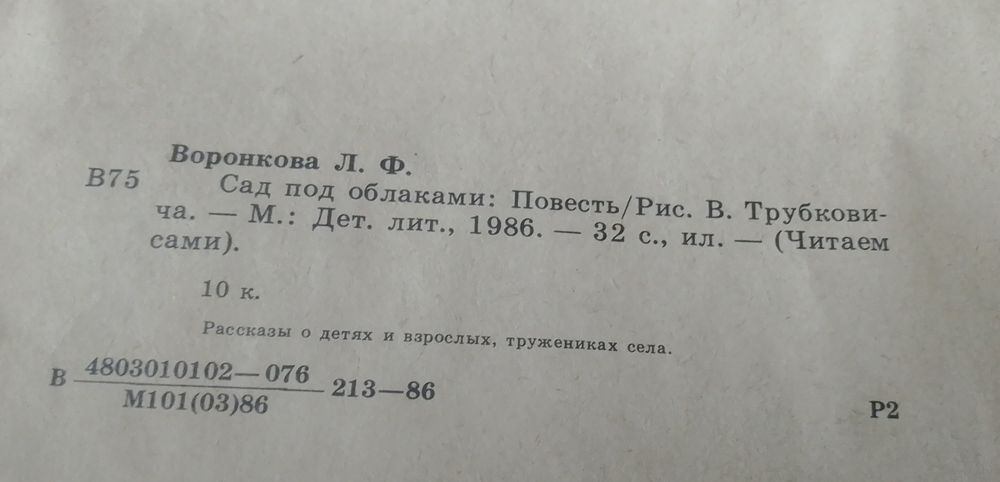 Воронкова Л. Ф.
В75 Сад под облаками: Повесть/Рис. В. Трубкови-
ча. — М.: Дет. лит., 1986. — 32 с., ил. — (Читаем
сами).
10 к.
Рассказы о детях и взрослых, тружениках села.
В 4803010102—076 213—86
М101(03)86
Р2